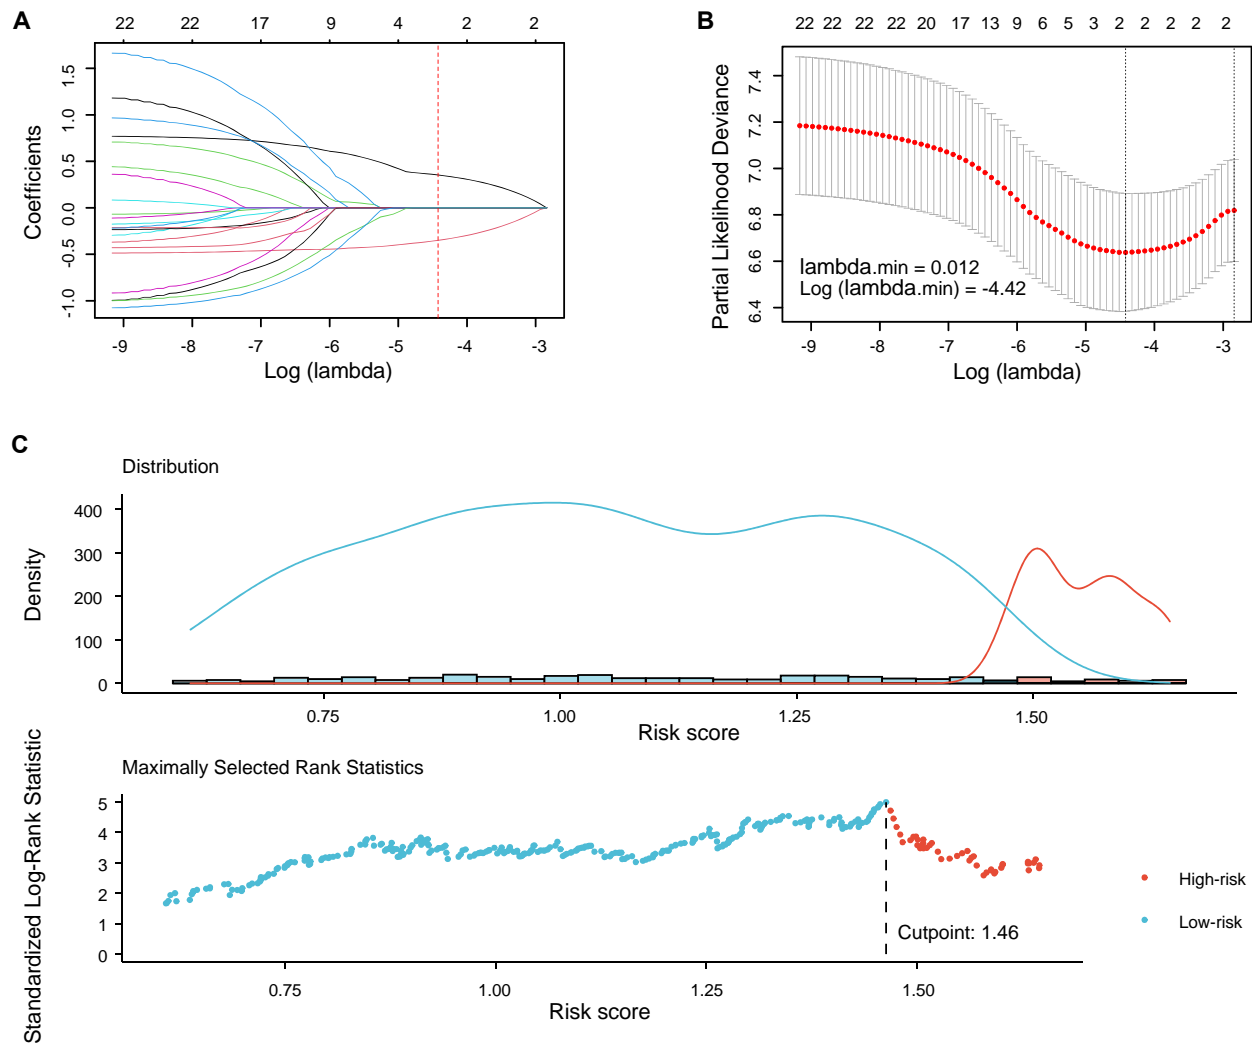 A
22 22 17 9 4 2 2
Coefficients
1.5
1.0
0.5
0.0
-0.5
-1.0
-9 -8 -7 -6 -5 -4 -3
Log (lambda)
B
22 22 22 22 20 17 13 9 6 5 3 2 2 2 2 2
Partial Likelihood Deviance
7.4
7.2
7.0
6.8
6.6
6.4
lambda.min = 0.012
Log (lambda.min) = -4.42
-9 -8 -7 -6 -5 -4 -3
Log (lambda)
C
Distribution
Density
400
300
200
100
0
0.75 1.00 1.25 1.50
Risk score
Maximally Selected Rank Statistics
Standardized Log-Rank Statistic
5
4
3
2
1
0
Cutpoint: 1.46
High-risk
Low-risk
0.75 1.00 1.25 1.50
Risk score